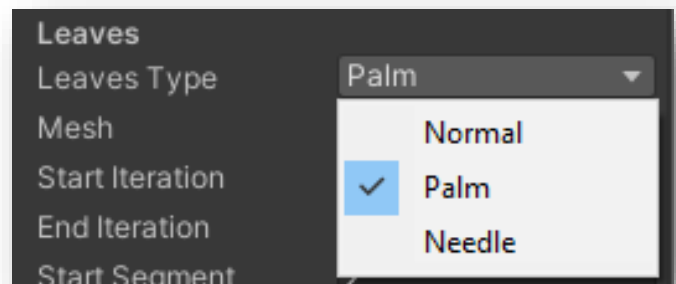 Leaves
Leaves Type Palm
Mesh
Normal
Start Iteration
Palm
End Iteration
Needle
Start Segment